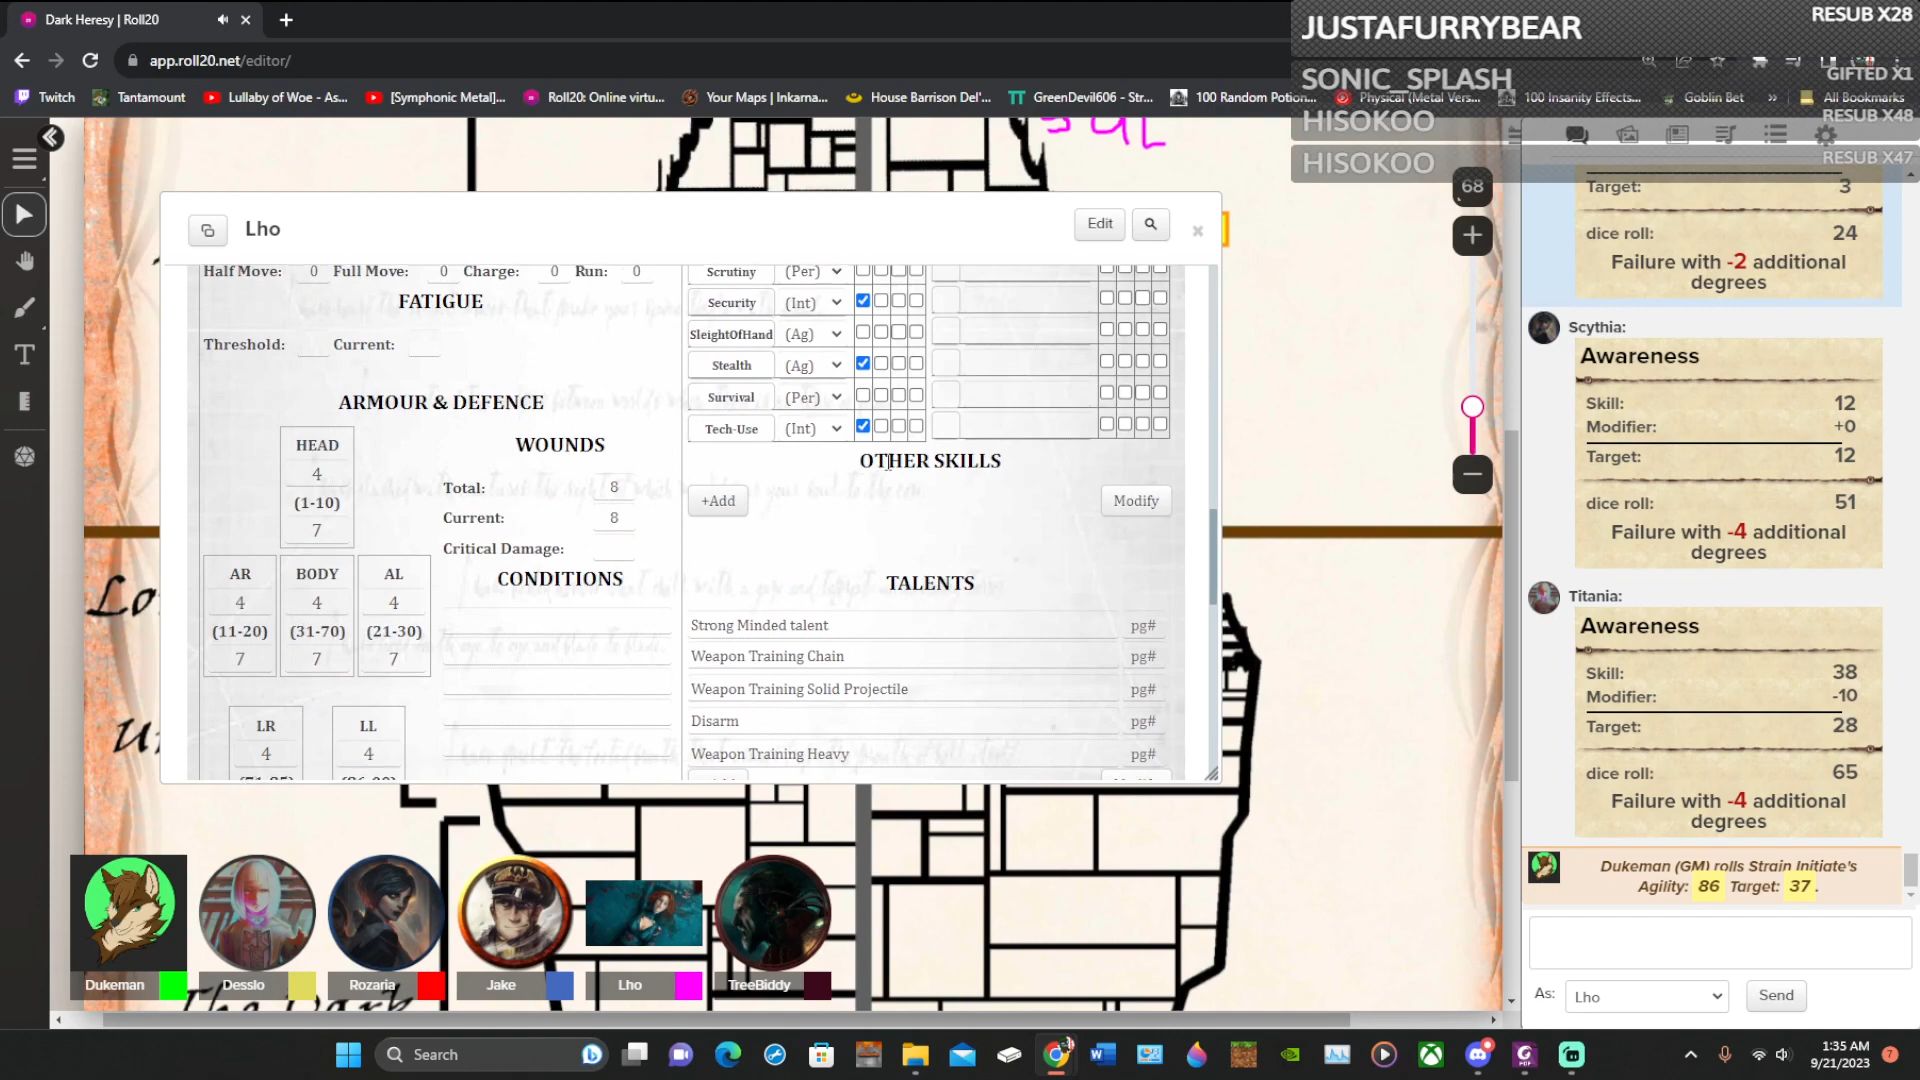 Dark Heresy | Roll20
app.roll20.net/editor/
JUSTAFURRYBEAR
RESUB X28
SONIC_SPLASH
GIFTED X1
HISOKOO
RESUB X48
HISOKOO
RESUB X47
Twitch
Tantamount
Lullaby of Woe - As...
[Symphonic Metal]...
Roll20: Online virtu...
Your Maps | Inkarna...
House Barrison Del'...
GreenDevil606 - Str...
100 Random Potion...
Physical (Metal Vers...
100 Insanity Effects...
Goblin Bet
»
All Bookmarks
68
Lho
Edit
Half Move: 0 Full Move: 0 Charge: 0 Run: 0
FATIGUE
Threshold: Current:
ARMOUR & DEFENCE
HEAD
4
(1-10)
7
AR
4
(11-20)
7
BODY
4
(31-70)
7
AL
4
(21-30)
7
LR
4
LL
4
WOUNDS
Total: 8
Current: 8
Critical Damage:
CONDITIONS
Scrutiny (Per)
Security (Int)
SleightOfHand (Ag)
Stealth (Ag)
Survival (Per)
Tech-Use (Int)
OTHER SKILLS
+Add
Modify
TALENTS
Strong Minded talent pg#
Weapon Training Chain pg#
Weapon Training Solid Projectile pg#
Disarm pg#
Weapon Training Heavy pg#
The Dark
Dukeman
Desslo
Rozaria
Jake
Lho
TreeBiddy
Target: 3
dice roll: 24
Failure with -2 additional
degrees
Scythia:
Awareness
Skill: 12
Modifier: +0
Target: 12
dice roll: 51
Failure with -4 additional
degrees
Titania:
Awareness
Skill: 38
Modifier: -10
Target: 28
dice roll: 65
Failure with -4 additional
degrees
Dukeman (GM) rolls Strain Initiate's
Agility: 86 Target: 37 .
As: Lho
Send
Search
1:35 AM
9/21/2023
7